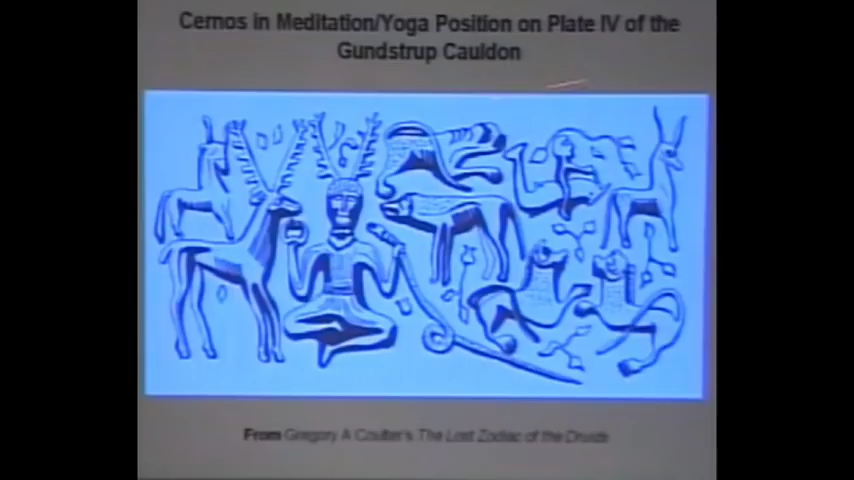 Cernos in Meditation/Yoga Position on Plate IV of the
Gundstrup Cauldon
From Gregory A Coulter's The Lost Zodiac of the Druids